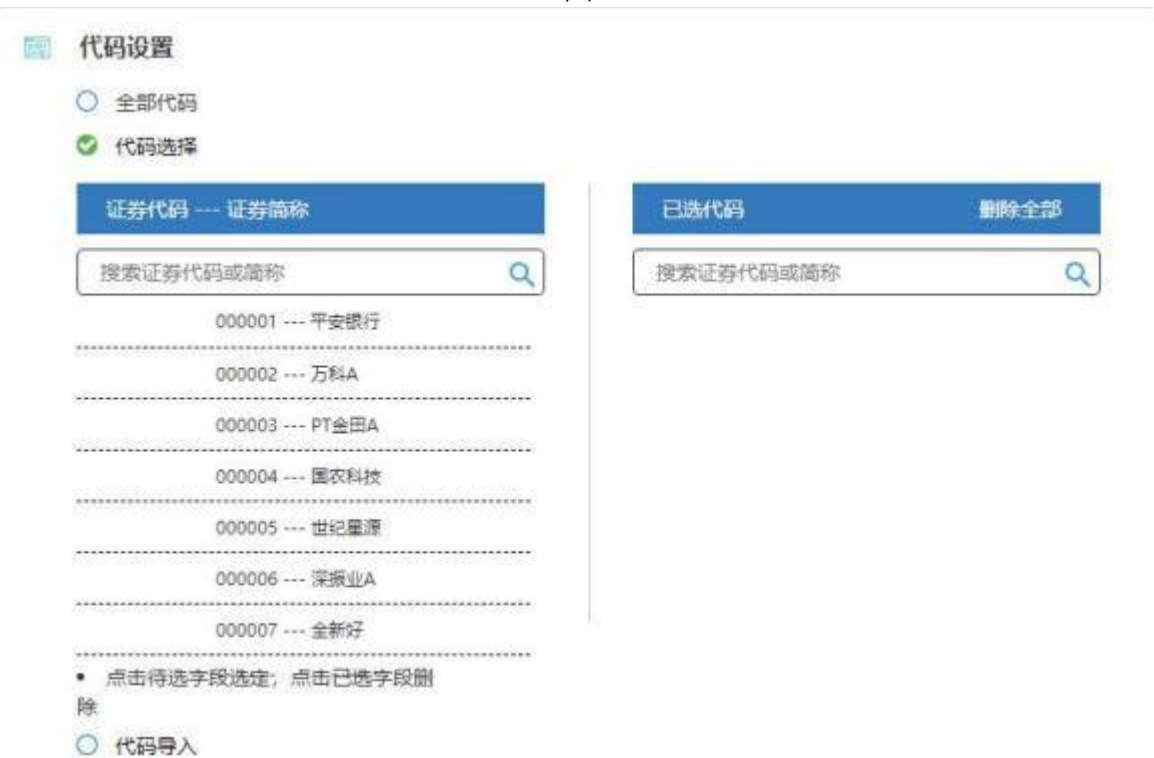 代码设置
全部代码
代码选择
证券代码 --- 证券简称
已选代码 删除全部
搜索证券代码或简称
搜索证券代码或简称
000001 --- 平安银行
000002 --- 万科A
000003 --- PT金田A
000004 --- 国农科技
000005 --- 世纪星源
000006 --- 深振业A
000007 --- 全新好
• 点击待选字段选定；点击已选字段删
除
代码导入